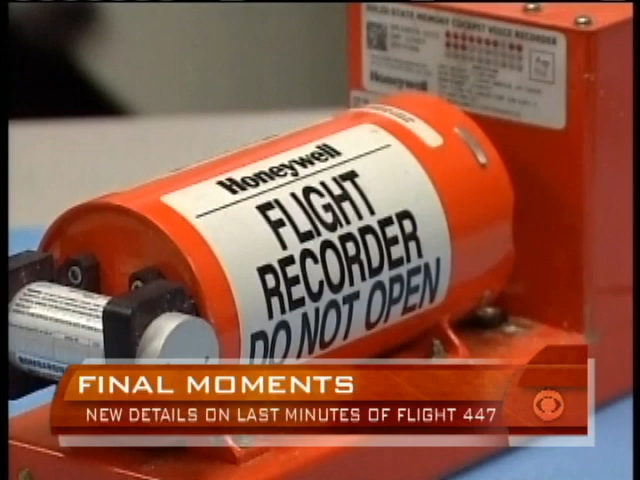 SOLID STATE MEMORY COCKPIT VOICE RECORDER
Honeywell
Honeywell
FLIGHT
RECORDER
DO NOT OPEN
FINAL MOMENTS
NEW DETAILS ON LAST MINUTES OF FLIGHT 447